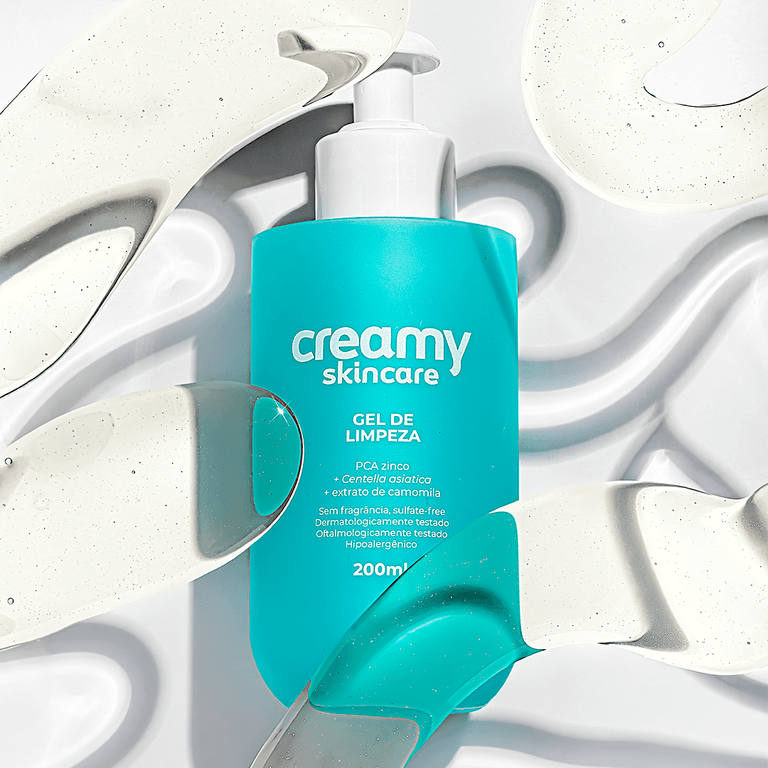 creamy
skincare
GEL DE
LIMPEZA
PCA zinco
+ Centella asiatica
+ extrato de camomila
Sem fragrância, sulfate-free
Dermatologicamente testado
Oftalmologicamente testado
Hipoalergênico
200ml